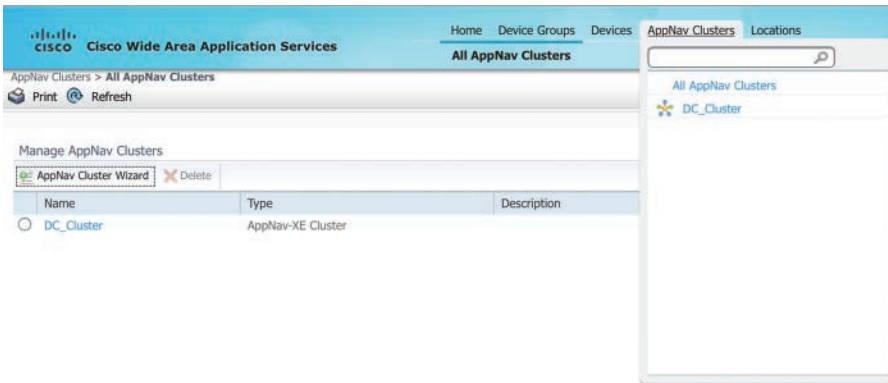 Home Device Groups Devices AppNav Clusters Locations
CISCO Cisco Wide Area Application Services
All AppNav Clusters
AppNav Clusters > All AppNav Clusters
Print Refresh
All AppNav Clusters
DC_Cluster
Manage AppNav Clusters
AppNav Cluster Wizard Delete
Name Type Description
DC_Cluster AppNav-XE Cluster